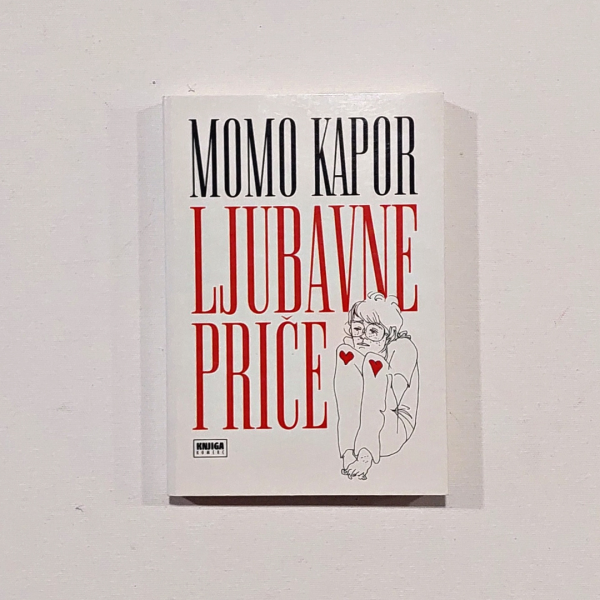 MOMO KAPOR
LJUBAVNE
PRIČE
KNJIGA
KOMERC